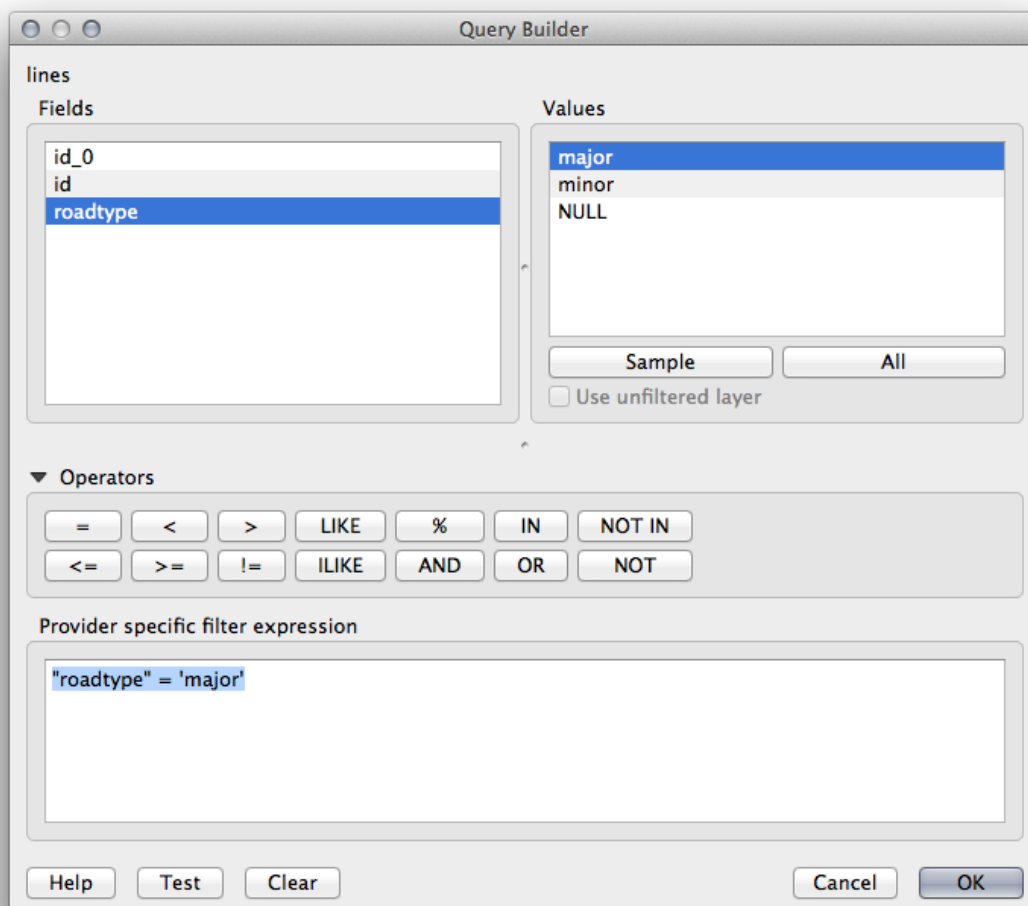 Query Builder
lines
Fields
id_0
id
roadtype
Values
major
minor
NULL
Sample
All
Use unfiltered layer
Operators
= < > LIKE % IN NOT IN
<= >= != ILIKE AND OR NOT
Provider specific filter expression
"roadtype" = 'major'
Help Test Clear Cancel OK